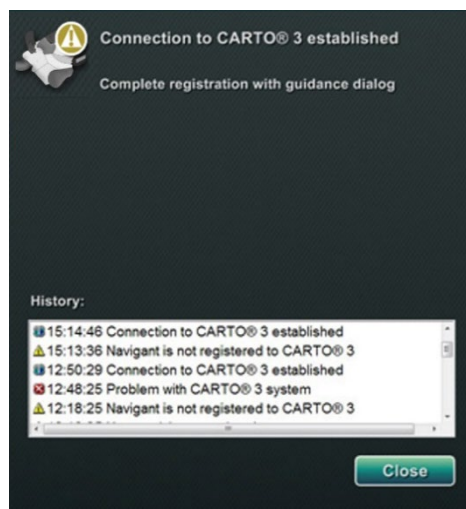 Connection to CARTO® 3 established
Complete registration with guidance dialog
History:
15:14:46 Connection to CARTO® 3 established
15:13:36 Navigant is not registered to CARTO® 3
12:50:29 Connection to CARTO® 3 established
12:48:25 Problem with CARTO® 3 system
12:18:25 Navigant is not registered to CARTO® 3
Close